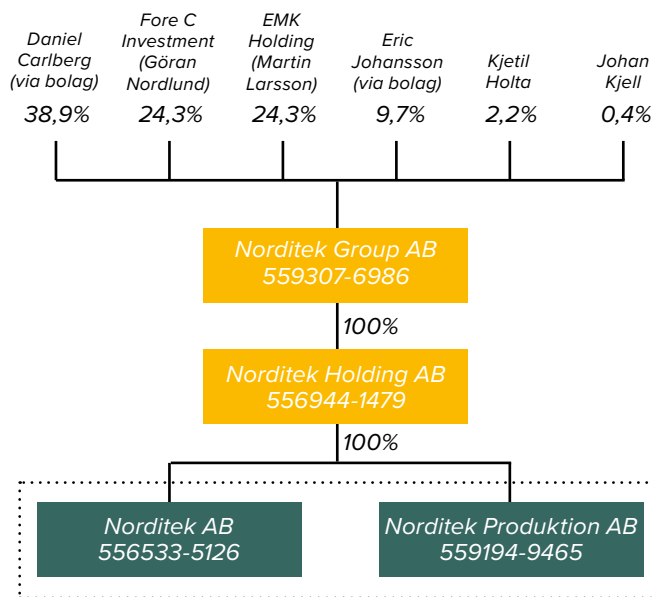 Daniel
Carlberg
(via bolag)
38,9%
Fore C
Investment
(Göran
Nordlund)
24,3%
EMK
Holding
(Martin
Larsson)
24,3%
Eric
Johansson
(via bolag)
9,7%
Kjetil
Holta
2,2%
Johan
Kjell
0,4%
Norditek Group AB
559307-6986
100%
Norditek Holding AB
556944-1479
100%
Norditek AB
556533-5126
Norditek Produktion AB
559194-9465